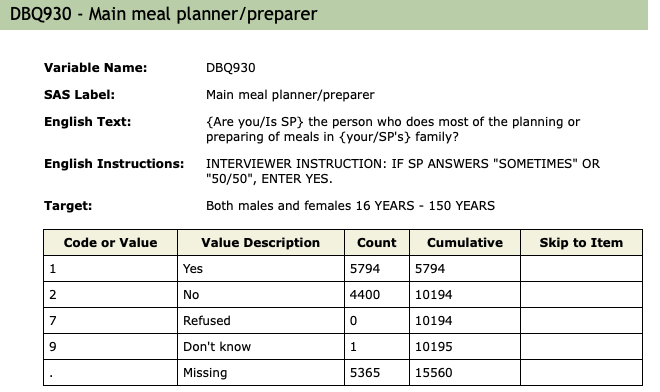 DBQ930 - Main meal planner/preparer
Variable Name: DBQ930
SAS Label: Main meal planner/preparer
English Text: {Are you/Is SP} the person who does most of the planning or
preparing of meals in {your/SP's} family?
English Instructions: INTERVIEWER INSTRUCTION: IF SP ANSWERS "SOMETIMES" OR
"50/50", ENTER YES.
Target: Both males and females 16 YEARS - 150 YEARS
Code or Value Value Description Count Cumulative Skip to Item
1 Yes 5794 5794
2 No 4400 10194
7 Refused 0 10194
9 Don't know 1 10195
. Missing 5365 15560